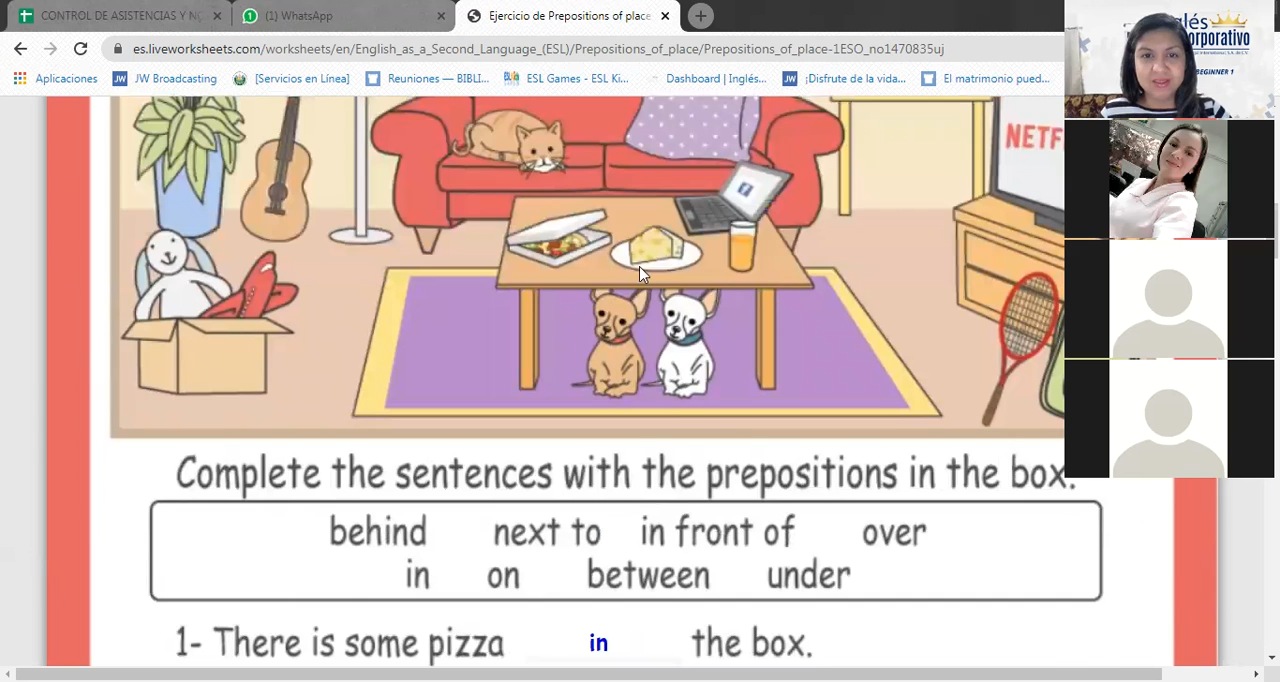 CONTROL DE ASISTENCIAS Y NO
(1) WhatsApp
Ejercicio de Prepositions of place
es.liveworksheets.com/worksheets/en/English_as_a_Second_Language_(ESL)/Prepositions_of_place/Prepositions_of_place-1ESO_no1470835uj
Aplicaciones JW Broadcasting [Servicios en Línea] Reuniones — BIBLI... ESL Games - ESL Ki... Dashboard | Inglés... ¡Disfrute de la vida... El matrimonio pued...
glés
orporativo
BEGINNER 1
NETF
Complete the sentences with the prepositions in the box.
behind next to in front of over
in on between under
1- There is some pizza in the box.